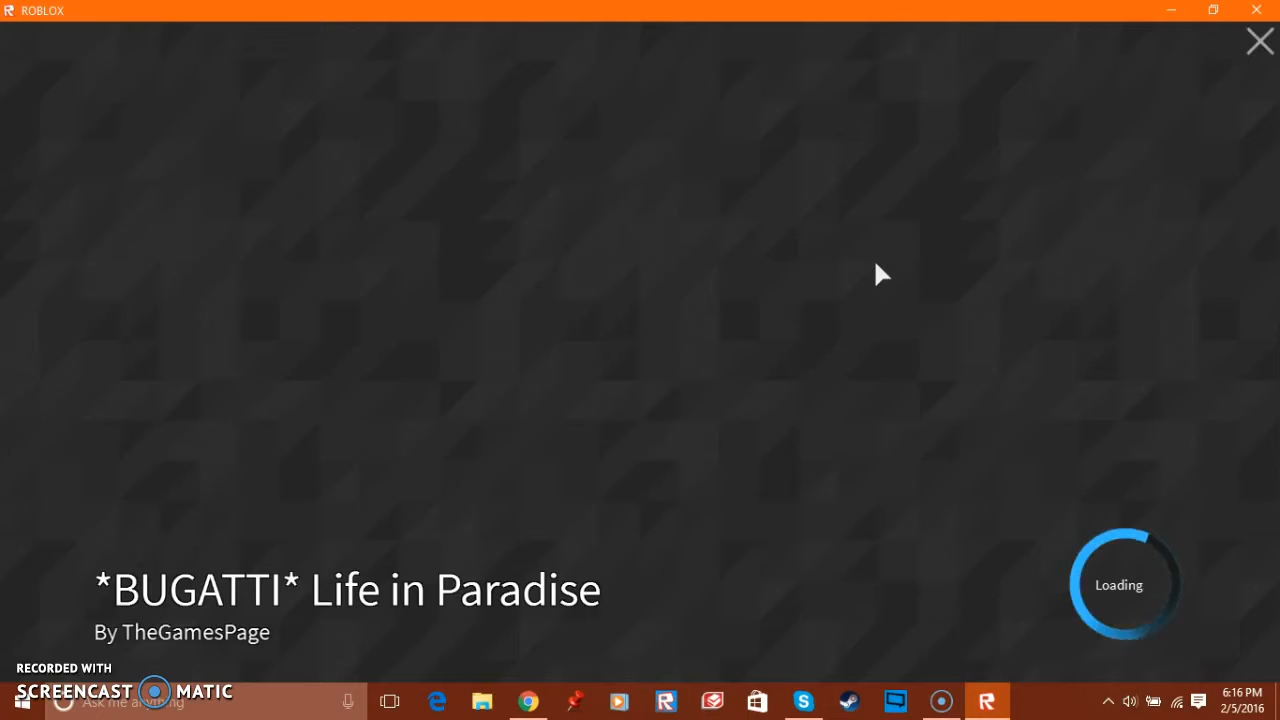 ROBLOX
*BUGATTI* Life in Paradise
By TheGamesPage
Loading
RECORDED WITH
SCREENCAST MATIC
Ask me anything
6:16 PM
2/5/2016